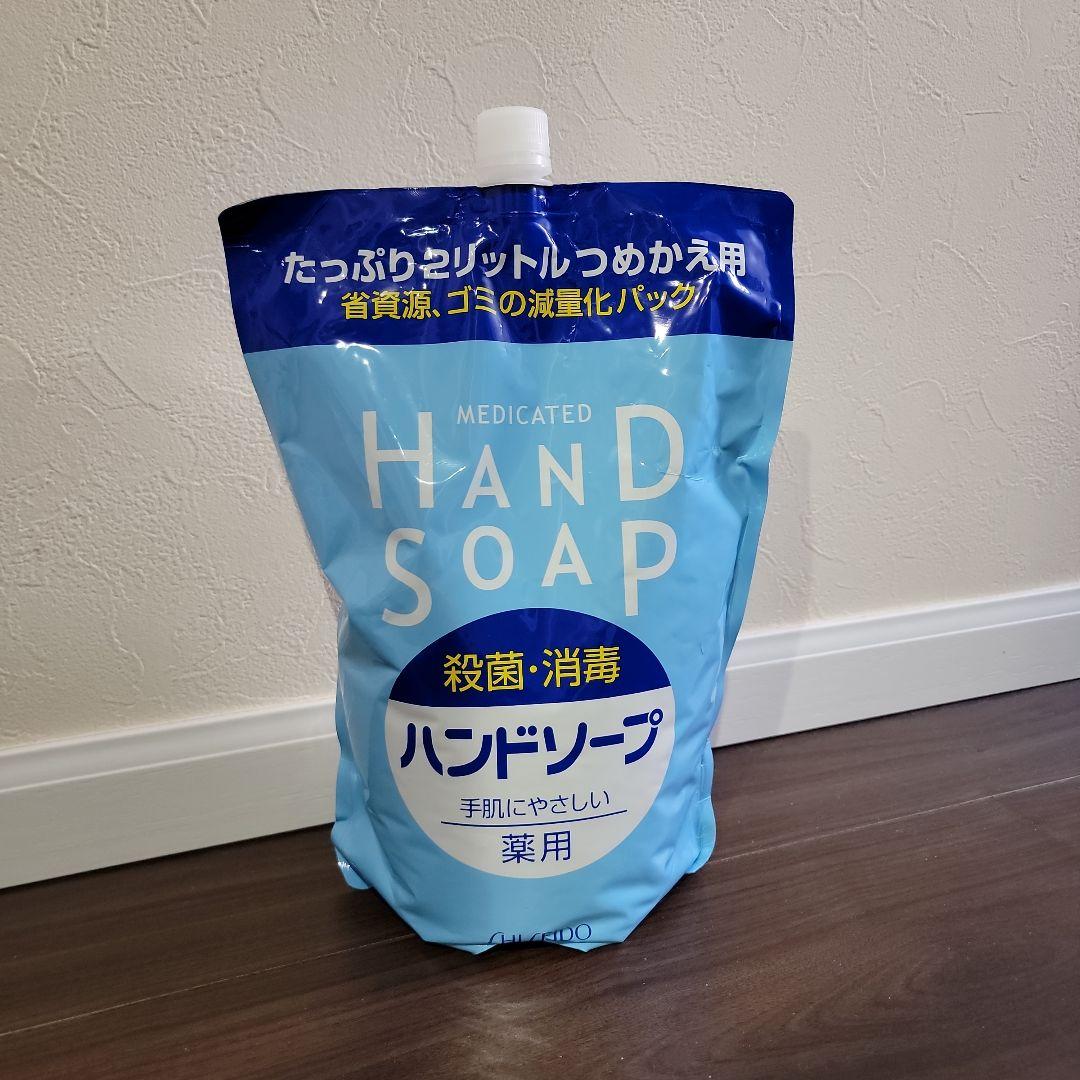 たっぷり2リットルつめかえ用
省資源、ゴミの減量化パック
MEDICATED
HAND
SOAP
殺菌・消毒
ハンドソープ
手肌にやさしい
薬用
SHISEIDO